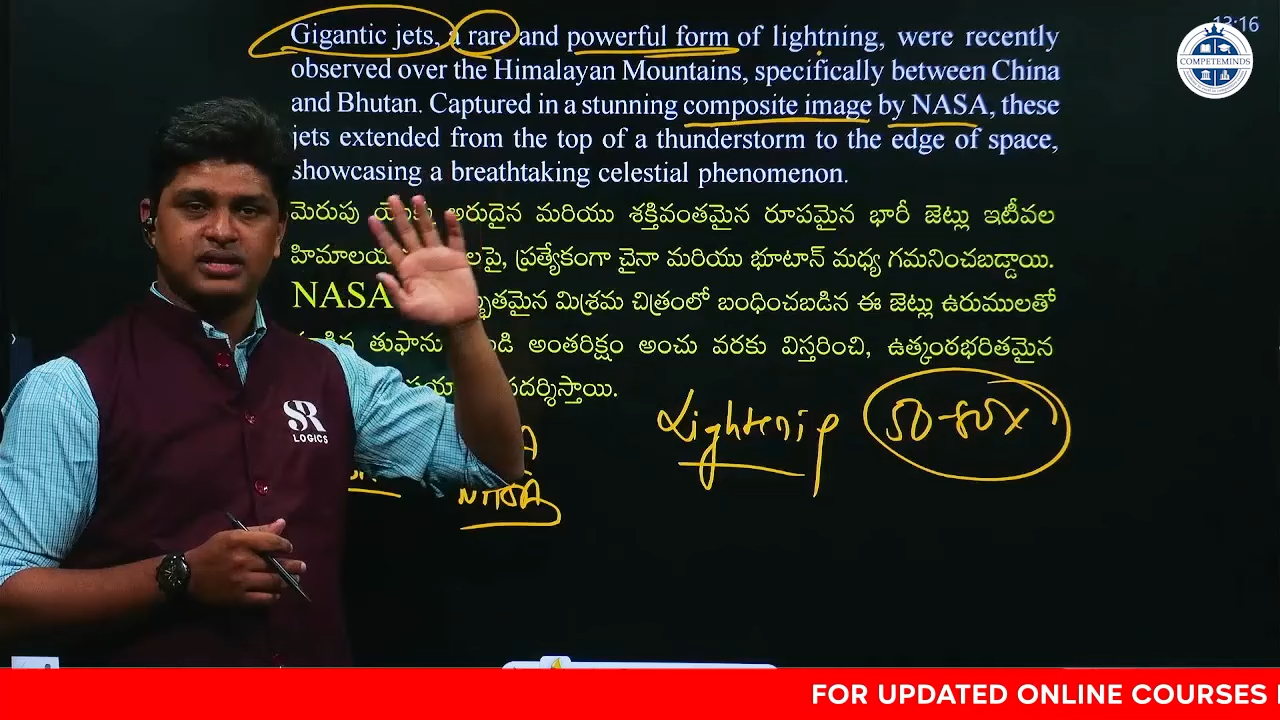 13:16
COMPETEMINDS
Gigantic jets, a rare and powerful form of lightning, were recently
observed over the Himalayan Mountains, specifically between China
and Bhutan. Captured in a stunning composite image by NASA, these
jets extended from the top of a thunderstorm to the edge of space,
showcasing a breathtaking celestial phenomenon.
మెరుపు అరుదైన మరియు శక్తివంతమైన రూపమైన భారీ జెట్లు ఇటీవల
ప్రత్యేకంగా చైనా మరియు భూటాన్ మధ్య గమనించబడ్డాయి.
NASA మిశ్రమ చిత్రంలో బంధించబడిన ఈ జెట్లు ఉరుములతో
తుఫాను అంతరిక్షం అంచు వరకు విస్తరించి, ఉత్కంఠభరితమైన
SR
LOGICS
NASA
FOR UPDATED ONLINE COURSES